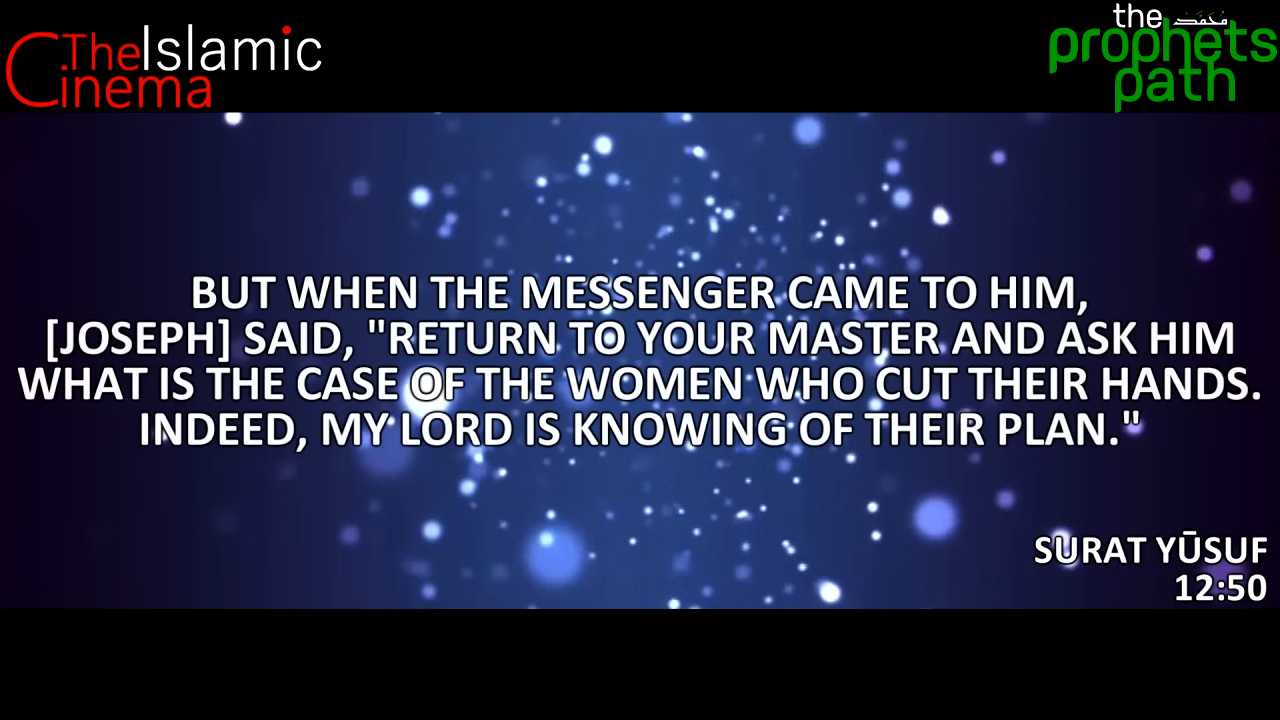 TheIslamic
Cinema
the محمد
prophets
path
BUT WHEN THE MESSENGER CAME TO HIM,
[JOSEPH] SAID, "RETURN TO YOUR MASTER AND ASK HIM
WHAT IS THE CASE OF THE WOMEN WHO CUT THEIR HANDS.
INDEED, MY LORD IS KNOWING OF THEIR PLAN."
SURAT YŪSUF
12:50